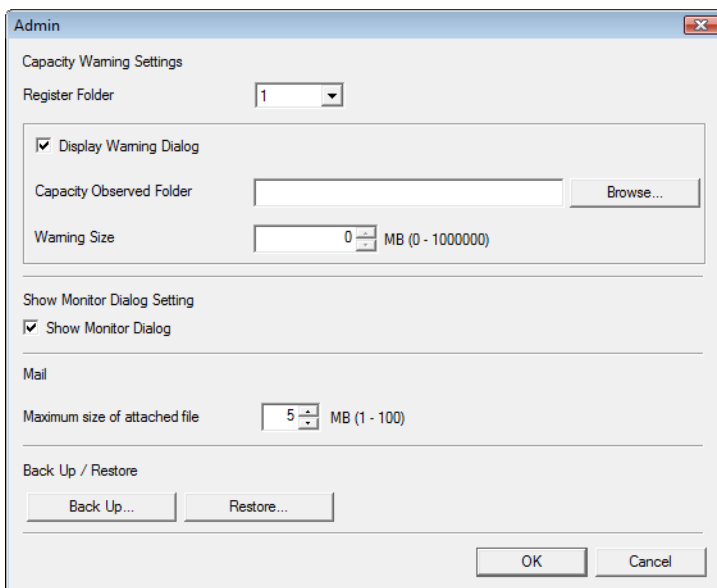 Admin
Capacity Warning Settings
Register Folder 1
Display Warning Dialog
Capacity Observed Folder Browse...
Warning Size 0 MB (0 - 1000000)
Show Monitor Dialog Setting
Show Monitor Dialog
Mail
Maximum size of attached file 5 MB (1 - 100)
Back Up / Restore
Back Up... Restore...
OK Cancel